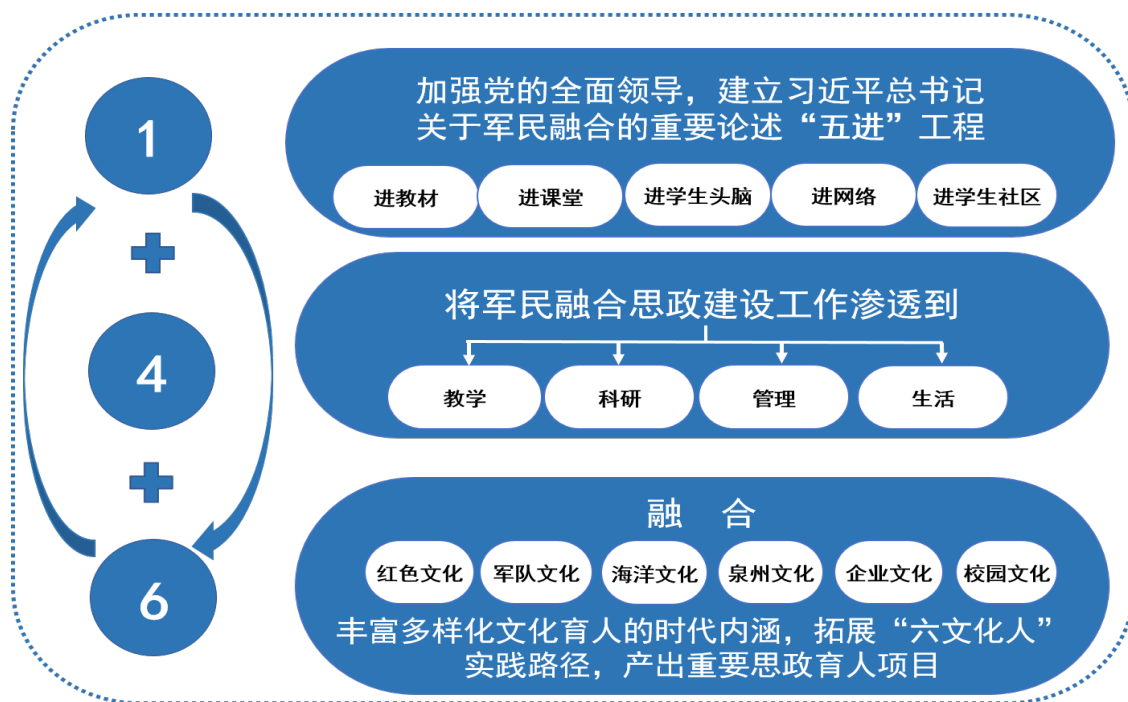 1
加强党的全面领导，建立习近平总书记
关于军民融合的重要论述“五进”工程
进教材 进课堂 进学生头脑 进网络 进学生社区
4
将军民融合思政建设工作渗透到
教学 科研 管理 生活
6
融 合
红色文化 军队文化 海洋文化 泉州文化 企业文化 校园文化
丰富多样化文化育人的时代内涵，拓展“六文化人”
实践路径，产出重要思政育人项目